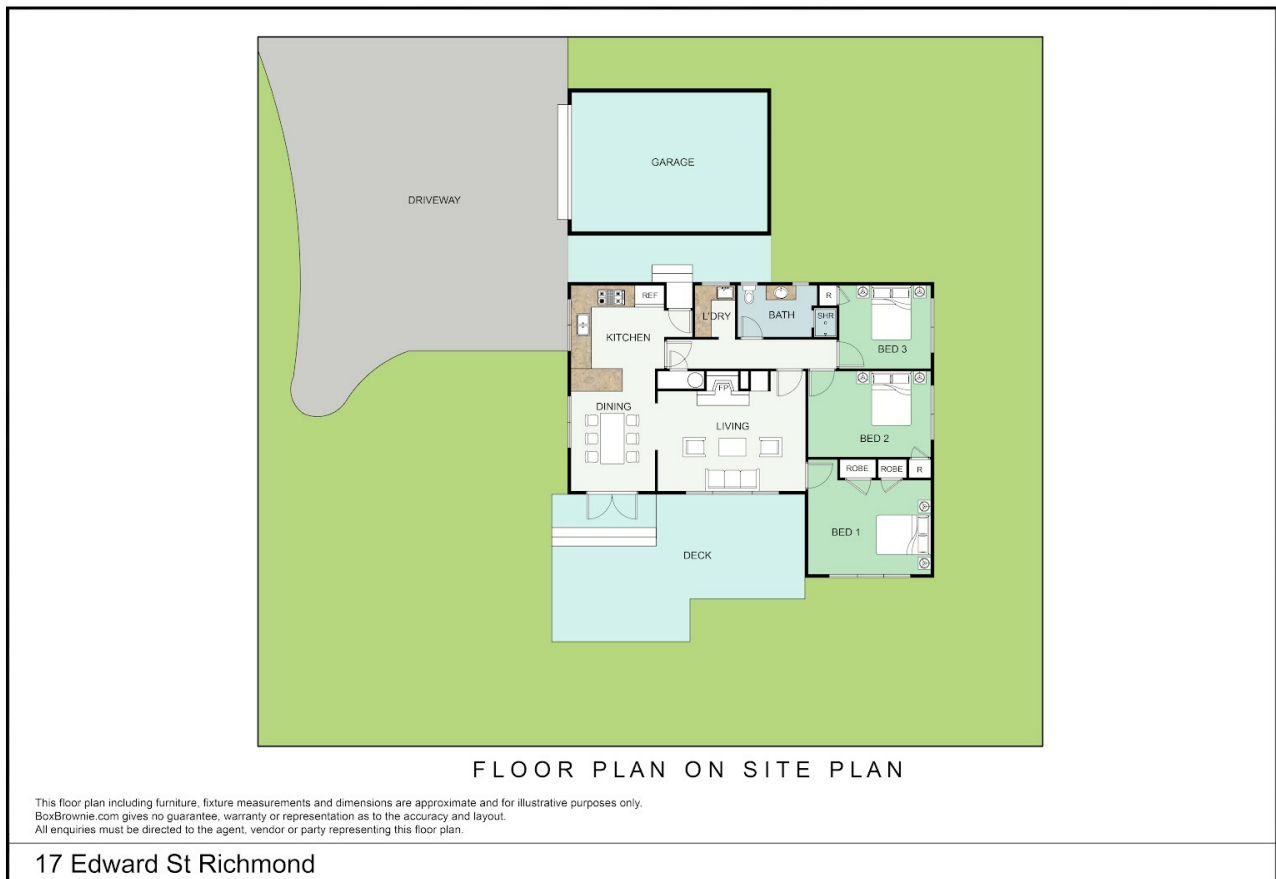 GARAGE
DRIVEWAY
REF
R
L'DRY
BATH
SHR
KITCHEN
BED 3
FP
DINING
LIVING
BED 2
ROBE
ROBE
R
BED 1
DECK
FLOOR PLAN ON SITE PLAN
This floor plan including furniture, fixture measurements and dimensions are approximate and for illustrative purposes only.
BoxBrownie.com gives no guarantee, warranty or representation as to the accuracy and layout.
All enquiries must be directed to the agent, vendor or party representing this floor plan.
17 Edward St Richmond